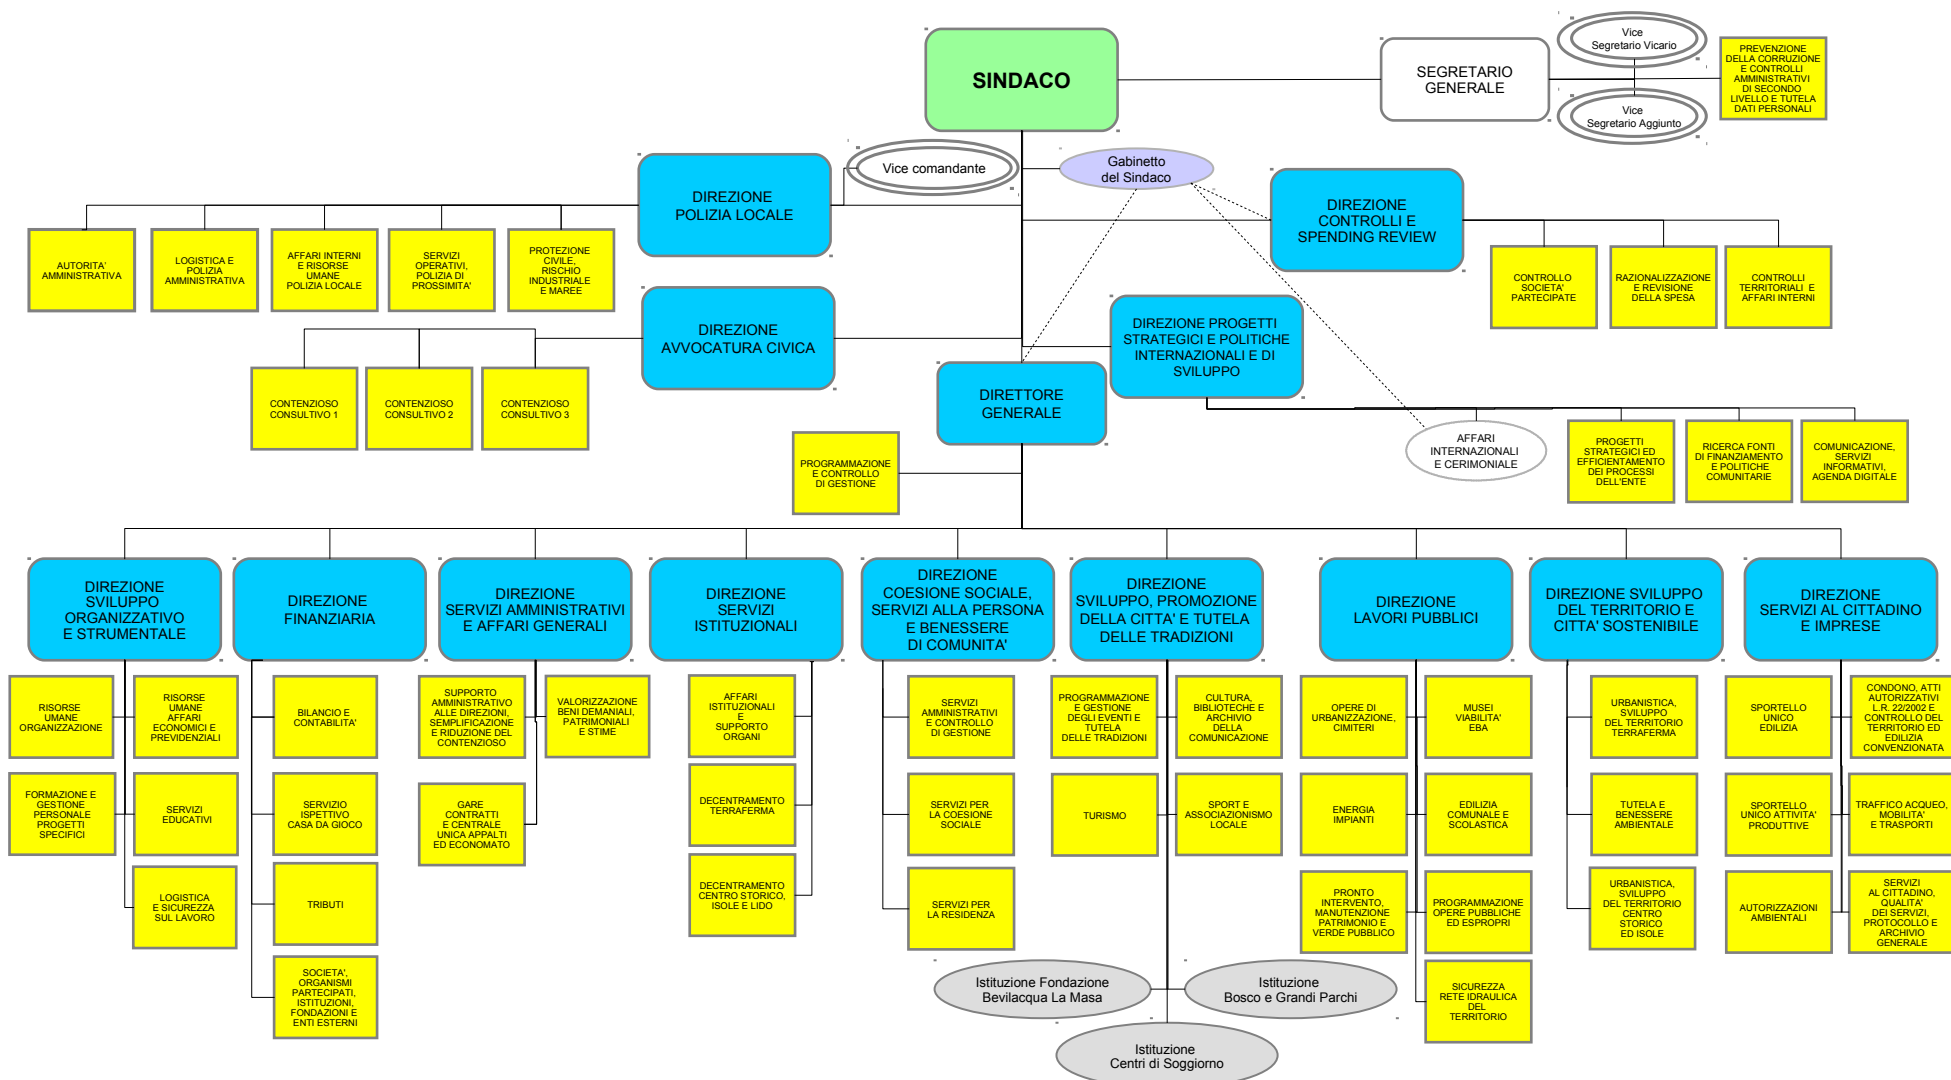 SINDACO
SEGRETARIO
GENERALE
Vice
Segretario Vicario
Vice
Segretario Aggiunto
PREVENZIONE
DELLA CORRUZIONE
E CONTROLLI
AMMINISTRATIVI
DI SECONDO
LIVELLO E TUTELA
DATI PERSONALI
Vice comandante
Gabinetto
del Sindaco
DIREZIONE
POLIZIA LOCALE
DIREZIONE
CONTROLLI E
SPENDING REVIEW
AUTORITA'
AMMINISTRATIVA
LOGISTICA E
POLIZIA
AMMINISTRATIVA
AFFARI INTERNI
E RISORSE
UMANE
POLIZIA LOCALE
SERVIZI
OPERATIVI,
POLIZIA DI
PROSSIMITA'
PROTEZIONE
CIVILE,
RISCHIO
INDUSTRIALE
E MAREE
CONTROLLO
SOCIETA'
PARTECIPATE
RAZIONALIZZAZIONE
E REVISIONE
DELLA SPESA
CONTROLLI
TERRITORIALI E
AFFARI INTERNI
DIREZIONE
AVVOCATURA CIVICA
DIREZIONE PROGETTI
STRATEGICI E POLITICHE
INTERNAZIONALI E DI
SVILUPPO
CONTENZIOSO
CONSULTIVO 1
CONTENZIOSO
CONSULTIVO 2
CONTENZIOSO
CONSULTIVO 3
DIRETTORE
GENERALE
PROGRAMMAZIONE
E CONTROLLO
DI GESTIONE
AFFARI
INTERNAZIONALI
E CERIMONIALE
PROGETTI
STRATEGICI ED
EFFICIENTAMENTO
DEI PROCESSI
DELL'ENTE
RICERCA FONTI
DI FINANZIAMENTO
E POLITICHE
COMUNITARIE
COMUNICAZIONE,
SERVIZI
INFORMATIVI,
AGENDA DIGITALE
DIREZIONE
SVILUPPO
ORGANIZZATIVO
E STRUMENTALE
DIREZIONE
FINANZIARIA
DIREZIONE
SERVIZI AMMINISTRATIVI
E AFFARI GENERALI
DIREZIONE
SERVIZI
ISTITUZIONALI
DIREZIONE
COESIONE SOCIALE,
SERVIZI ALLA PERSONA
E BENESSERE
DI COMUNITA'
DIREZIONE
SVILUPPO, PROMOZIONE
DELLA CITTA' E TUTELA
DELLE TRADIZIONI
DIREZIONE
LAVORI PUBBLICI
DIREZIONE SVILUPPO
DEL TERRITORIO E
CITTA' SOSTENIBILE
DIREZIONE
SERVIZI AL CITTADINO
E IMPRESE
RISORSE
UMANE
ORGANIZZAZIONE
RISORSE
UMANE
AFFARI
ECONOMICI E
PREVIDENZIALI
BILANCIO E
CONTABILITA'
SUPPORTO
AMMINISTRATIVO
ALLE DIREZIONI,
SEMPLIFICAZIONE
E RIDUZIONE DEL
CONTENZIOSO
VALORIZZAZIONE
BENI DEMANIALI,
PATRIMONIALI
E STIME
AFFARI
ISTITUZIONALI
E
SUPPORTO
ORGANI
SERVIZI
AMMINISTRATIVI
E CONTROLLO
DI GESTIONE
PROGRAMMAZIONE
E GESTIONE
DEGLI EVENTI E
TUTELA
DELLE TRADIZIONI
CULTURA,
BIBLIOTECHE E
ARCHIVIO
DELLA
COMUNICAZIONE
OPERE DI
URBANIZZAZIONE,
CIMITERI
MUSEI
VIABILITA'
EBA
URBANISTICA,
SVILUPPO
DEL TERRITORIO
TERRAFERMA
SPORTELLO
UNICO
EDILIZIA
CONDONO, ATTI
AUTORIZZATIVI
L.R. 22/2002 E
CONTROLLO DEL
TERRITORIO ED
EDILIZIA
CONVENZIONATA
FORMAZIONE E
GESTIONE
PERSONALE
PROGETTI
SPECIFICI
SERVIZI
EDUCATIVI
SERVIZIO
ISPETTIVO
CASA DA GIOCO
GARE
CONTRATTI
E CENTRALE
UNICA APPALTI
ED ECONOMATO
DECENTRAMENTO
TERRAFERMA
SERVIZI PER
LA COESIONE
SOCIALE
TURISMO
SPORT E
ASSOCIAZIONISMO
LOCALE
ENERGIA
IMPIANTI
EDILIZIA
COMUNALE E
SCOLASTICA
TUTELA E
BENESSERE
AMBIENTALE
SPORTELLO
UNICO ATTIVITA'
PRODUTTIVE
TRAFFICO ACQUEO,
MOBILITA'
E TRASPORTI
LOGISTICA
E SICUREZZA
SUL LAVORO
TRIBUTI
DECENTRAMENTO
CENTRO STORICO,
ISOLE E LIDO
SERVIZI PER
LA RESIDENZA
PRONTO
INTERVENTO,
MANUTENZIONE
PATRIMONIO E
VERDE PUBBLICO
PROGRAMMAZIONE
OPERE PUBBLICHE
ED ESPROPRI
URBANISTICA,
SVILUPPO
DEL TERRITORIO
CENTRO
STORICO
ED ISOLE
AUTORIZZAZIONI
AMBIENTALI
SERVIZI
AL CITTADINO,
QUALITA'
DEI SERVIZI,
PROTOCOLLO E
ARCHIVIO
GENERALE
SOCIETA',
ORGANISMI
PARTECIPATI,
ISTITUZIONI,
FONDAZIONI E
ENTI ESTERNI
Istituzione Fondazione
Bevilacqua La Masa
Istituzione
Bosco e Grandi Parchi
SICUREZZA
RETE IDRAULICA
DEL
TERRITORIO
Istituzione
Centri di Soggiorno